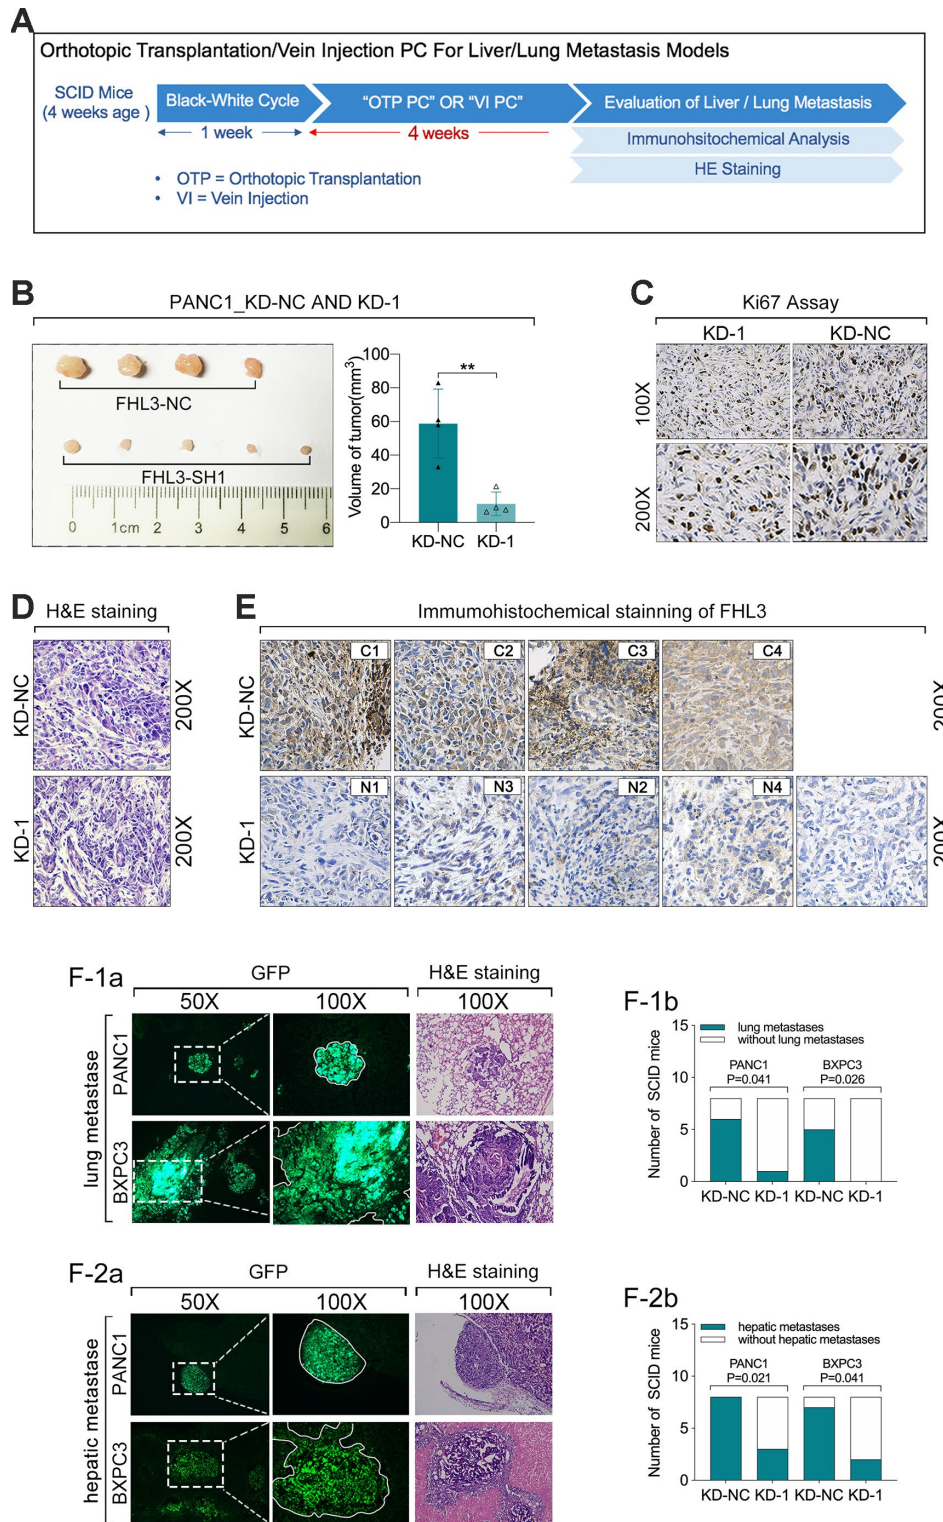 A
Orthotopic Transplantation/Vein Injection PC For Liver/Lung Metastasis Models
SCID Mice
(4 weeks age )
Black-White Cycle
“OTP PC” OR “VI PC”
Evaluation of Liver / Lung Metastasis
1 week
4 weeks
Immunohsitochemical Analysis
HE Staining
• OTP = Orthotopic Transplantation
• VI = Vein Injection
B
PANC1_KD-NC AND KD-1
FHL3-NC
FHL3-SH1
0 1cm 2 3 4 5 6
Volume of tumor(mm³)
100
80
60
40
20
0
**
KD-NC KD-1
C
Ki67 Assay
KD-1 KD-NC
100X
200X
D
H&E staining
KD-NC
200X
KD-1
200X
E
Immumohistochemical stainning of FHL3
KD-NC
C1 C2 C3 C4
200X
KD-1
N1 N3 N2 N4
200X
F-1a
GFP
H&E staining
50X 100X 100X
lung metastase
PANC1
BXPC3
F-1b
Number of SCID mice
15
10
5
0
lung metastases
without lung metastases
PANC1
P=0.041
BXPC3
P=0.026
KD-NC KD-1 KD-NC KD-1
F-2a
GFP
H&E staining
50X 100X 100X
hepatic metastase
PANC1
BXPC3
F-2b
Number of SCID mice
15
10
5
0
hepatic metastases
without hepatic metastases
PANC1
P=0.021
BXPC3
P=0.041
KD-NC KD-1 KD-NC KD-1